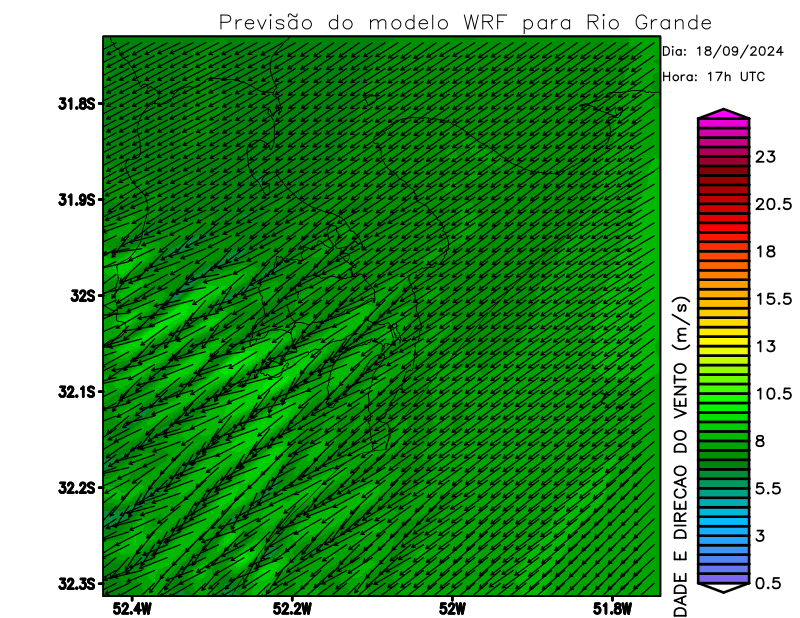 Previsão do modelo WRF para Rio Grande
Dia: 18/09/2024
Hora: 17h UTC
31.8S
31.9S
32S
32.1S
32.2S
32.3S
52.4W
52.2W
52W
51.8W
23
20.5
18
15.5
13
10.5
8
5.5
3
0.5
DADE E DIRECAO DO VENTO (m/s)